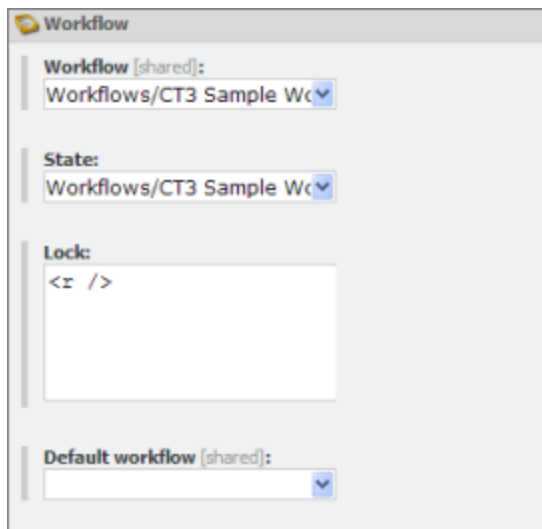 Workflow
Workflow [shared]:
Workflows/CT3 Sample Wo
State:
Workflows/CT3 Sample Wo
Lock:
<r />
Default workflow [shared]: